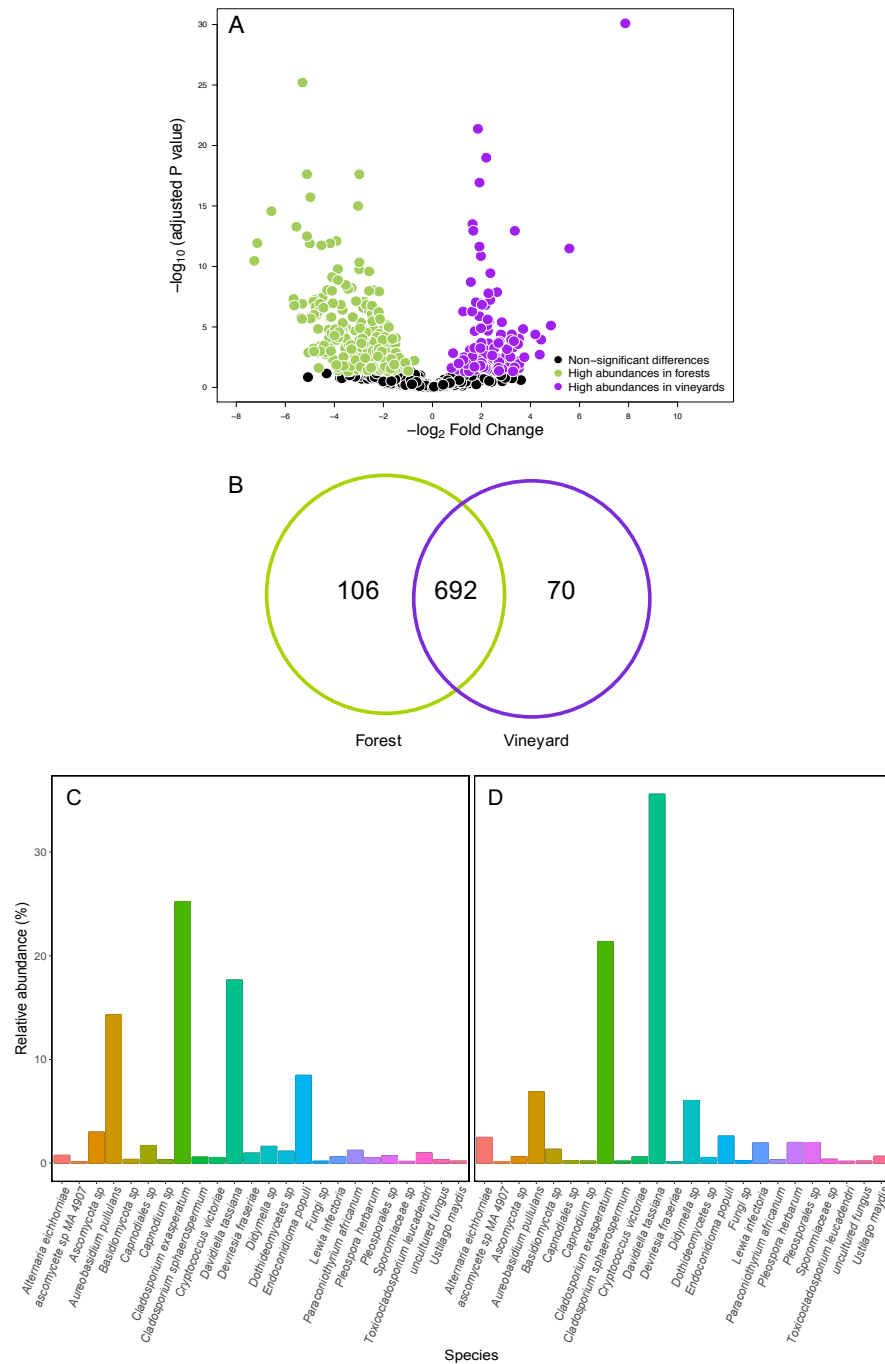 A
30
25
20
15
10
5
0
−log10 (adjusted P value)
Non−significant differences
High abundances in forests
High abundances in vineyards
−8 −6 −4 −2 0 2 4 6 8 10
−log2 Fold Change
B
106 692 70
Forest Vineyard
C D
30
20
10
0
Relative abundance (%)
Alternaria eichhorniae
ascomycete sp MA 4907
Ascomycota sp
Aureobasidium pullulans
Basidiomycota sp
Capnodiales sp
Capnodium sp
Cladosporium exasperatum
Cladosporium sphaerospermum
Cryptococcus victoriae
Davidiella tassiana
Devriesia fraseriae
Didymella sp
Dothideomycetes sp
Endoconidioma populi
Fungi sp
Lewia infectoria
Paraconiothyrium africanum
Pleospora herbarum
Pleosporales sp
Sporormiaceae sp
Toxicocladosporium leucadendri
uncultured fungus
Ustilago maydis
Alternaria eichhorniae
ascomycete sp MA 4907
Ascomycota sp
Aureobasidium pullulans
Basidiomycota sp
Capnodiales sp
Capnodium sp
Cladosporium exasperatum
Cladosporium sphaerospermum
Cryptococcus victoriae
Davidiella tassiana
Devriesia fraseriae
Didymella sp
Dothideomycetes sp
Endoconidioma populi
Fungi sp
Lewia infectoria
Paraconiothyrium africanum
Pleospora herbarum
Pleosporales sp
Sporormiaceae sp
Toxicocladosporium leucadendri
uncultured fungus
Ustilago maydis
Species